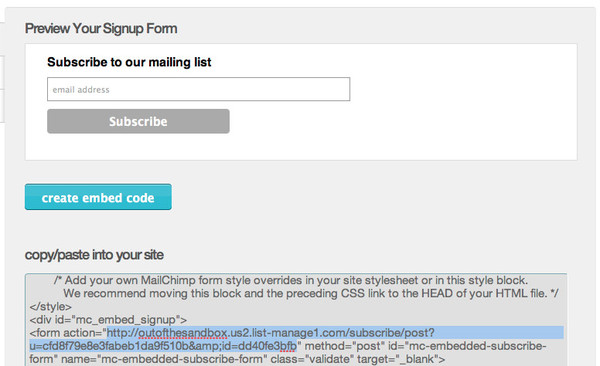 Preview Your Signup Form
Subscribe to our mailing list
email address
Subscribe
create embed code
copy/paste into your site
/* Add your own MailChimp form style overrides in your site stylesheet or in this style block.
We recommend moving this block and the preceding CSS link to the HEAD of your HTML file. */
</style>
<div id="mc_embed_signup">
<form action="http://outofthesandbox.us2.list-manage1.com/subscribe/post?
u=cfd8f79e8e3fabeb1da9f510b&amp;id=dd40fe3bfb" method="post" id="mc-embedded-subscribe-
form" name="mc-embedded-subscribe-form" class="validate" target="_blank">